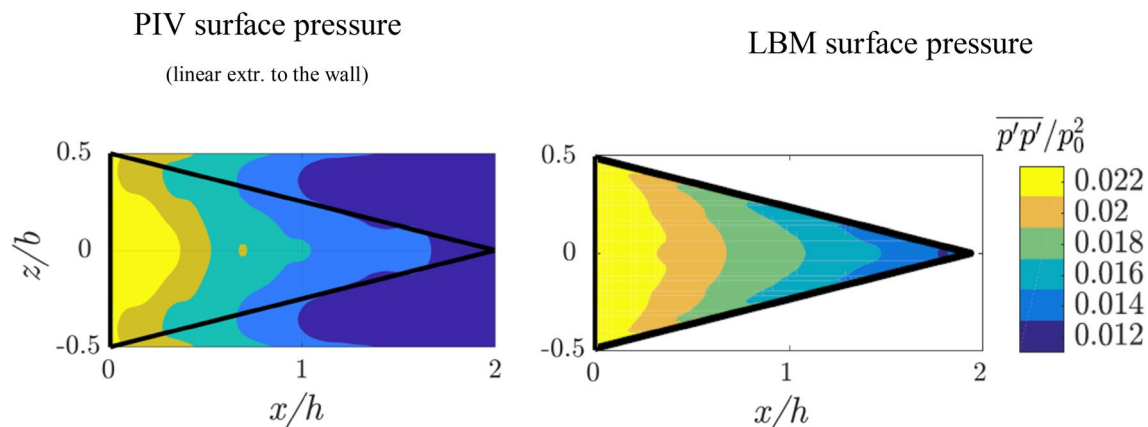 PIV surface pressure
(linear extr. to the wall)
LBM surface pressure
0.5
0
-0.5
z/b
0
1
2
x/h
0.5
0
-0.5
0
1
2
x/h
$\overline{p'p'}/p_0^2$
0.022
0.02
0.018
0.016
0.014
0.012